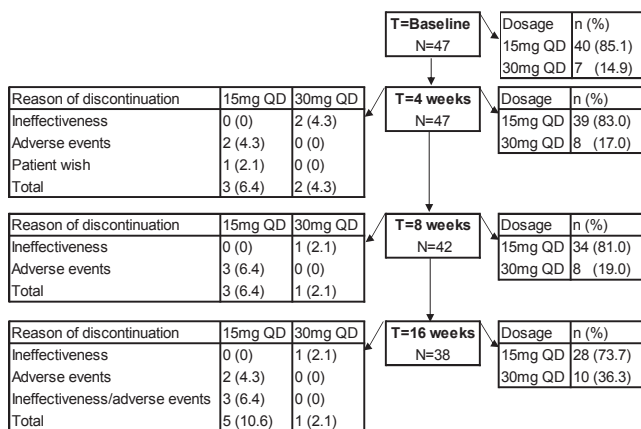 T=Baseline
N=47
Dosage n (%)
15mg QD 40 (85.1)
30mg QD 7 (14.9)
Reason of discontinuation 15mg QD 30mg QD
Ineffectiveness 0 (0) 2 (4.3)
Adverse events 2 (4.3) 0 (0)
Patient wish 1 (2.1) 0 (0)
Total 3 (6.4) 2 (4.3)
T=4 weeks
N=47
Dosage n (%)
15mg QD 39 (83.0)
30mg QD 8 (17.0)
Reason of discontinuation 15mg QD 30mg QD
Ineffectiveness 0 (0) 1 (2.1)
Adverse events 3 (6.4) 0 (0)
Total 3 (6.4) 1 (2.1)
T=8 weeks
N=42
Dosage n (%)
15mg QD 34 (81.0)
30mg QD 8 (19.0)
Reason of discontinuation 15mg QD 30mg QD
Ineffectiveness 0 (0) 1 (2.1)
Adverse events 2 (4.3) 0 (0)
Ineffectiveness/adverse events 3 (6.4) 0 (0)
Total 5 (10.6) 1 (2.1)
T=16 weeks
N=38
Dosage n (%)
15mg QD 28 (73.7)
30mg QD 10 (36.3)